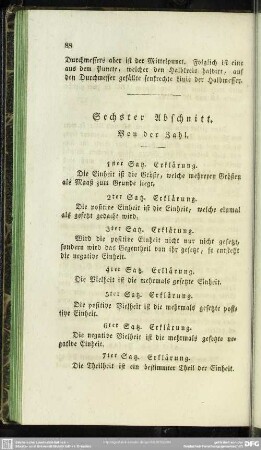 88
Durchmessers aber ist der Mittelpunct. Folglich ist eine
aus dem Puncte, welcher den Halbkreis halbirt, auf
den Durchmesser gefällte senkrechte Linie der Halbmesser.
Sechster Abschnitt.
Von der Zahl.
1ster Satz. Erklärung.
Die Einheit ist die Größe, welche mehreren Größen
als Maaß zum Grunde liegt.
2ter Satz. Erklärung.
Die positive Einheit ist die Einheit, welche einmal
als gesetzt gedacht wird.
3ter Satz. Erklärung.
Wird die positive Einheit nicht nur nicht gesetzt,
sondern wird das Gegentheil von ihr gesetzt, so entsteht
die negative Einheit.
4ter Satz. Erklärung.
Die Vielheit ist die mehrmals gesetzte Einheit.
5ter Satz. Erklärung.
Die positive Vielheit ist die mehrmals gesetzte posi-
tive Einheit.
6ter Satz. Erklärung.
Die negative Vielheit ist die mehrmals gesetzte ne-
gative Einheit.
7ter Satz. Erklärung.
Die Theilheit ist ein bestimmter Theil der Einheit.